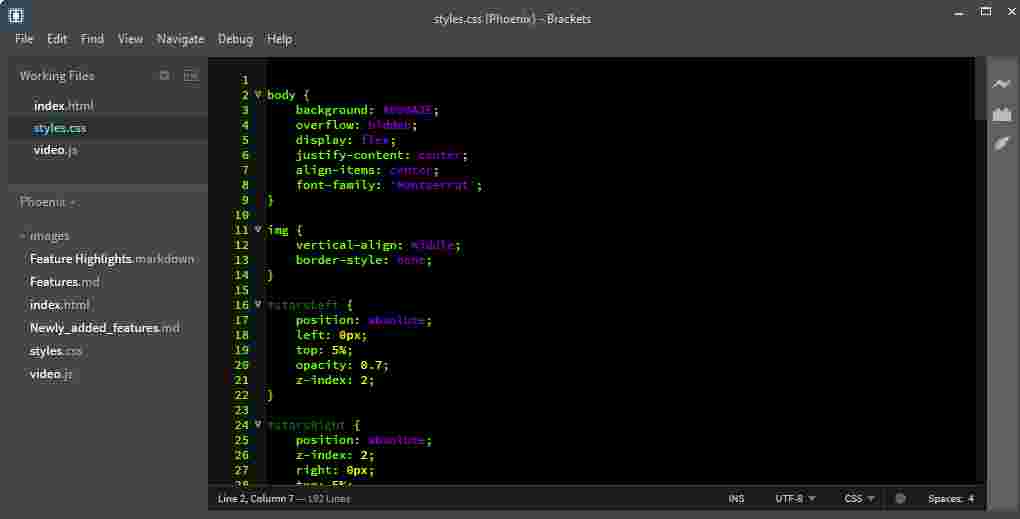 styles.css (Phoenix) - Brackets
File Edit Find View Navigate Debug Help
Working Files
index.html
styles.css
video.js
Phoenix
images
Feature Highlights.markdown
Features.md
index.html
Newly_added_features.md
styles.css
video.js
1
2 body {
3 background:
4 overflow: hidden;
5 display: flex;
6 justify-content: center;
7 align-items: center;
8 font-family: 'Montserrat';
9 }
10
11 img {
12 vertical-align: middle;
13 border-style: none;
14 }
15
16 #starsLeft {
17 position: absolute;
18 left: 0px;
19 top: 5%;
20 opacity: 0.7;
21 z-index: 2;
22 }
23
24 #starsRight {
25 position: absolute;
26 z-index: 2;
27 right: 0px;
28 top: 5%;
Line 2, Column 7 — 192 Lines INS UTF-8 CSS Spaces: 4